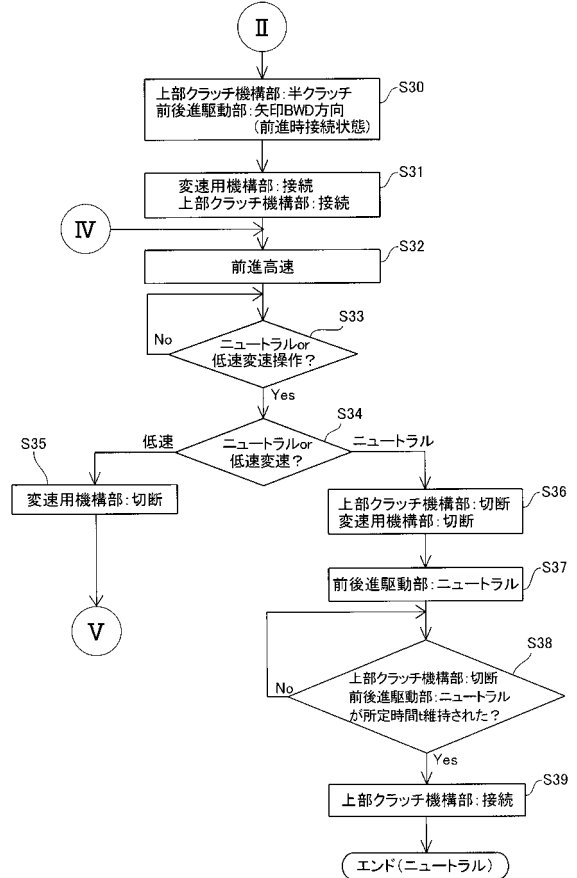 II
S30
上部クラッチ機構部:半クラッチ
前後進駆動部:矢印BWD方向
(前進時接続状態)
S31
変速用機構部:接続
上部クラッチ機構部:接続
IV
S32
前進高速
S33
ニュートラルor
低速変速操作?
No
Yes
S34
ニュートラルor
低速変速?
低速
ニュートラル
S35
変速用機構部:切断
V
S36
上部クラッチ機構部:切断
変速用機構部:切断
S37
前後進駆動部:ニュートラル
S38
上部クラッチ機構部:切断
前後進駆動部:ニュートラル
が所定時間t維持された?
No
Yes
S39
上部クラッチ機構部:接続
エンド(ニュートラル)